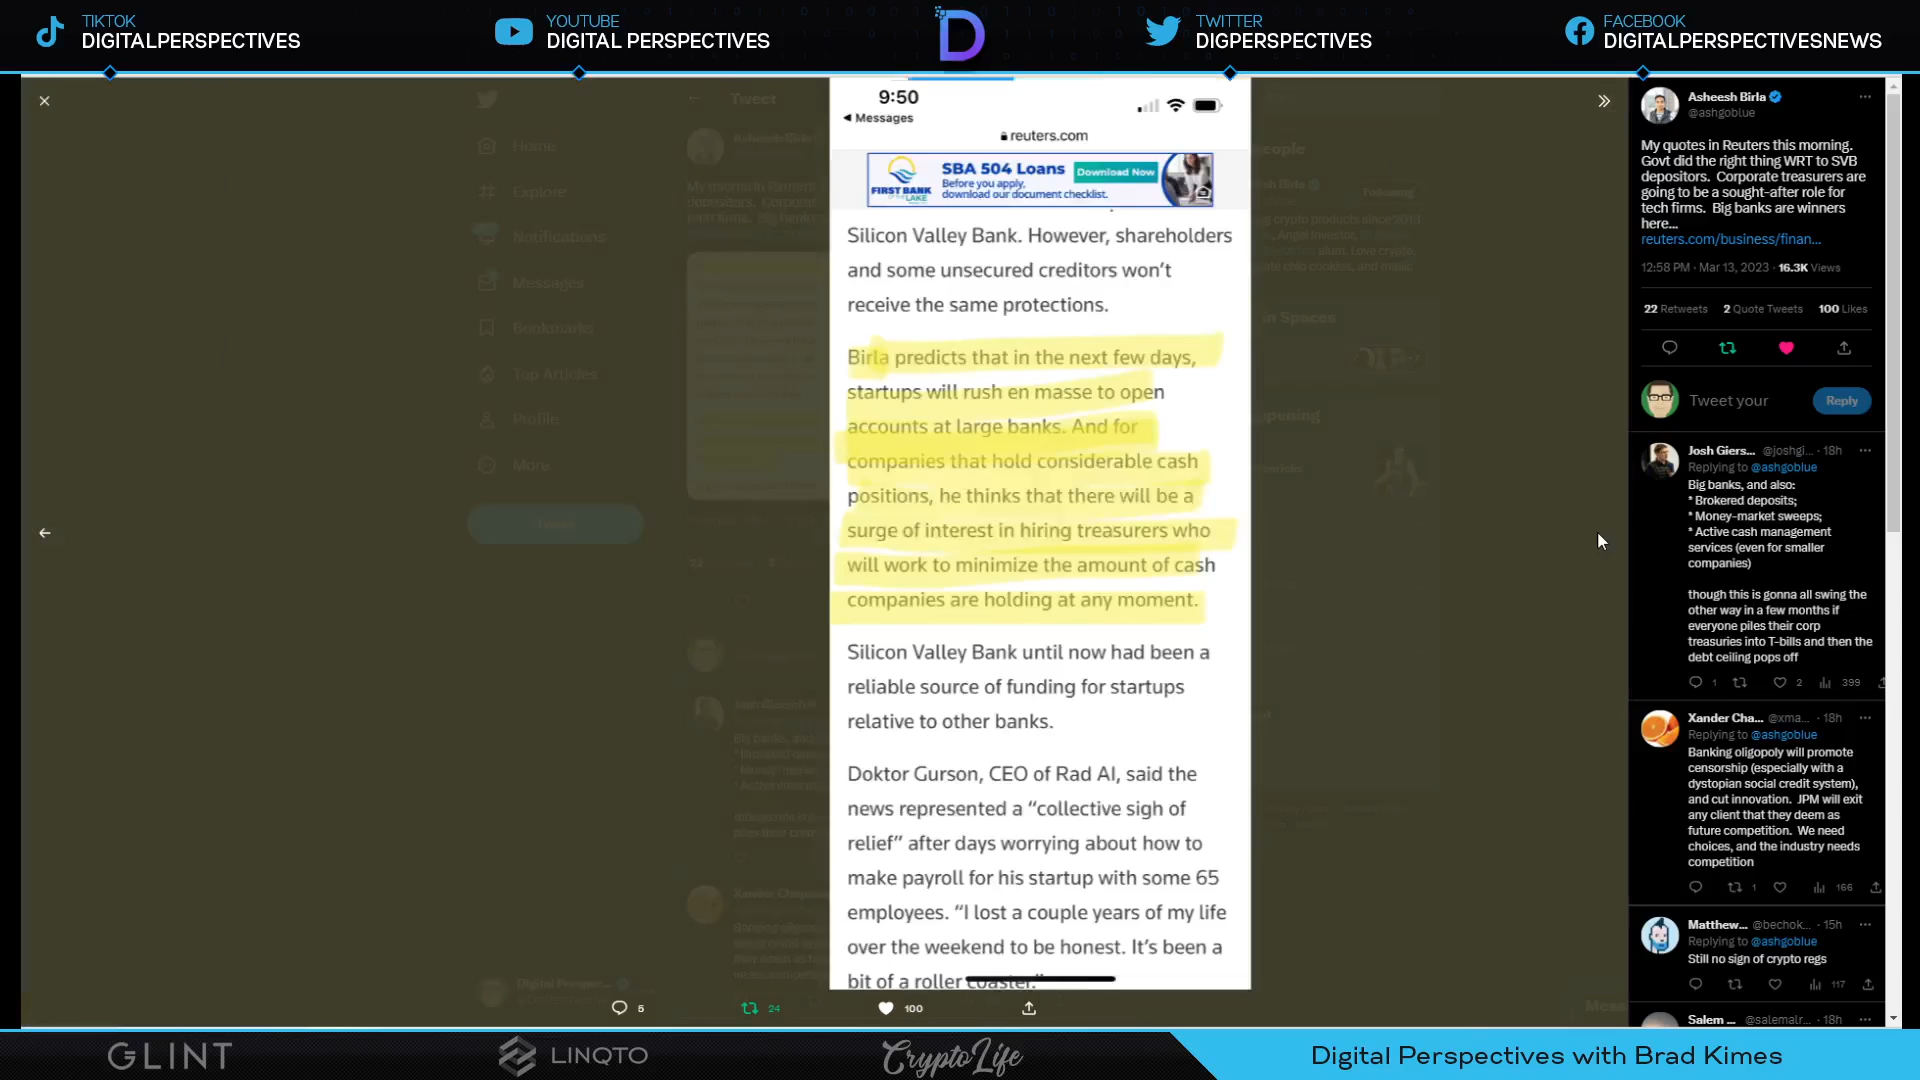 TIKTOK
DIGITALPERSPECTIVES
YOUTUBE
DIGITAL PERSPECTIVES
D
TWITTER
DIGPERSPECTIVES
FACEBOOK
DIGITALPERSPECTIVESNEWS
Tweet
Home
Explore
Notifications
Messages
Bookmarks
Top Articles
Profile
More
Tweet
9:50
Messages
reuters.com
FIRST BANK
OF THE LAKE
SBA 504 Loans
Before you apply,
download our document checklist.
Download Now
Silicon Valley Bank. However, shareholders
and some unsecured creditors won't
receive the same protections.
Birla predicts that in the next few days,
startups will rush en masse to open
accounts at large banks. And for
companies that hold considerable cash
positions, he thinks that there will be a
surge of interest in hiring treasurers who
will work to minimize the amount of cash
companies are holding at any moment.
Silicon Valley Bank until now had been a
reliable source of funding for startups
relative to other banks.
Doktor Gurson, CEO of Rad AI, said the
news represented a “collective sigh of
relief” after days worrying about how to
make payroll for his startup with some 65
employees. “I lost a couple years of my life
over the weekend to be honest. It’s been a
bit of a roller coaster.”
5
24
100
Asheesh Birla
@ashgoblue
My quotes in Reuters this morning.
Govt did the right thing WRT to SVB
depositors. Corporate treasurers are
going to be a sought-after role for
tech firms. Big banks are winners
here...
reuters.com/business/finan...
12:58 PM · Mar 13, 2023 · 16.3K Views
22 Retweets 2 Quote Tweets 100 Likes
Tweet your
Reply
Josh Giers... @joshgi... · 18h
Replying to @ashgoblue
Big banks, and also:
* Brokered deposits;
* Money-market sweeps;
* Active cash management
services (even for smaller
companies)
though this is gonna all swing the
other way in a few months if
everyone piles their corp
treasuries into T-bills and then the
debt ceiling pops off
1 2 399
Xander Cha... @xma... · 18h
Replying to @ashgoblue
Banking oligopoly will promote
censorship (especially with a
dystopian social credit system),
and cut innovation. JPM will exit
any client that they deem as
future competition. We need
choices, and the industry needs
competition
1 166
Matthew... @bechok... · 15h
Replying to @ashgoblue
Still no sign of crypto regs
117
Salem ... @salemalr... · 18h
GLINT
LINQTO
CryptoLife
Digital Perspectives with Brad Kimes